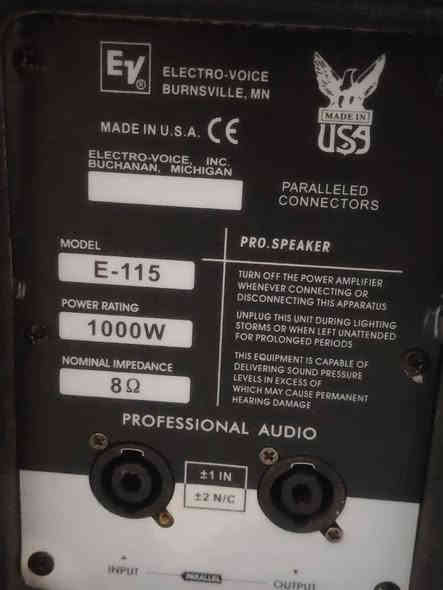 EV®
ELECTRO-VOICE
BURNSVILLE, MN
MADE IN U.S.A. CE
MADE IN
USA
ELECTRO-VOICE, INC.
BUCHANAN, MICHIGAN
PARALLELED
CONNECTORS
MODEL
E-115
POWER RATING
1000W
NOMINAL IMPEDANCE
8Ω
PRO.SPEAKER
TURN OFF THE POWER AMPLIFIER
WHENEVER CONNECTING OR
DISCONNECTING THIS APPARATUS
UNPLUG THIS UNIT DURING LIGHTING
STORMS OR WHEN LEFT UNATTENDED
FOR PROLONGED PERIODS
THIS EQUIPMENT IS CAPABLE OF
DELIVERING SOUND PRESSURE
LEVELS IN EXCESS OF
WHICH MAY CAUSE PERMANENT
HEARING DAMAGE
PROFESSIONAL AUDIO
±1 IN
±2 N/C
INPUT
PARALLEL
OUTPUT